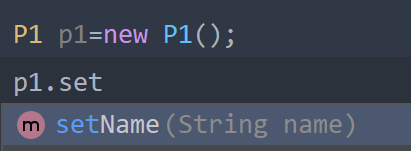 P1 p1=new P1();
p1.set
m setName(String name)